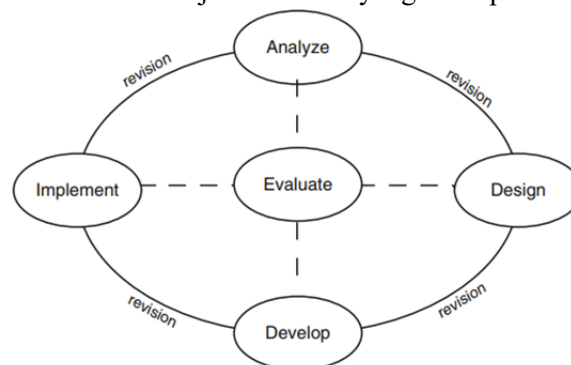 Analyze
revision
revision
Implement
Evaluate
Design
revision
revision
Develop